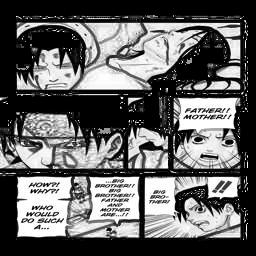 FATHER!!
MOTHER!!
!!
BIG
BRO-
THER!
...BIG
BROTHER!!
BIG
BROTHER!!
FATHER
AND
MOTHER
ARE...!!
HOW?!
WHY?!
WHO
WOULD
DO SUCH
A...